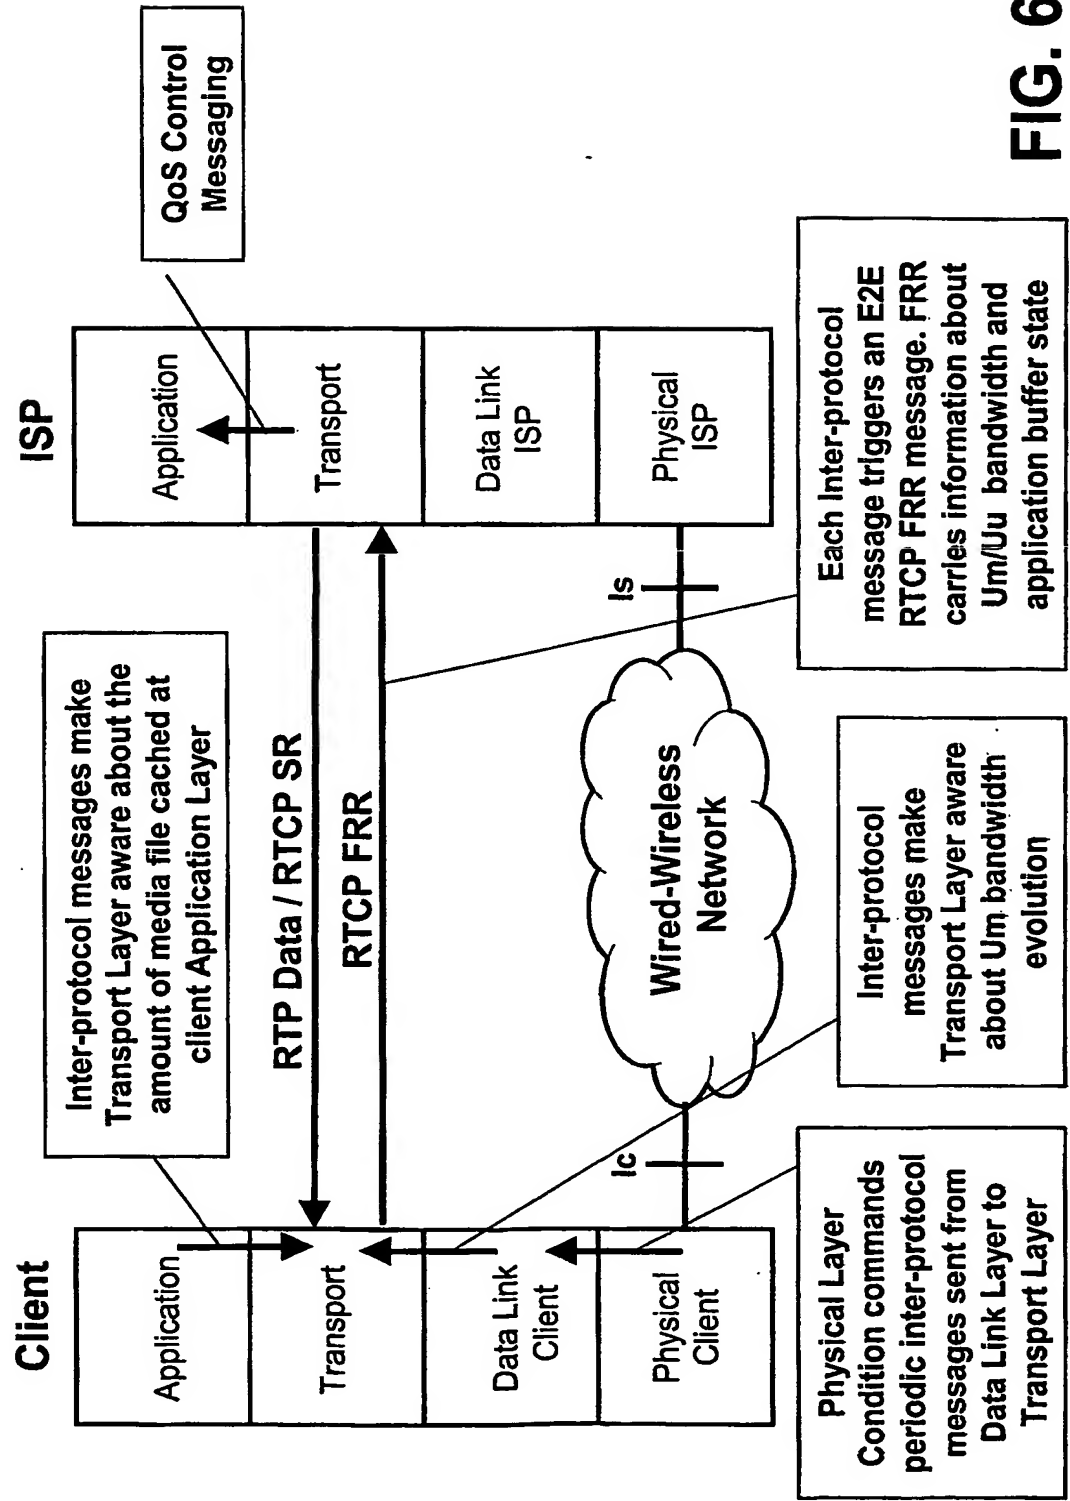 Client
ISP
Inter-protocol messages make
Transport Layer aware about the
amount of media file cached at
client Application Layer
QoS Control
Messaging
Application
Transport
Data Link
Client
Physical
Client
RTP Data / RTCP SR
RTCP FRR
Application
Transport
Data Link
ISP
Physical
ISP
Ic
Wired-Wireless
Network
Is
Physical Layer
Condition commands
periodic inter-protocol
messages sent from
Data Link Layer to
Transport Layer
Inter-protocol
messages make
Transport Layer aware
about Um bandwidth
evolution
Each Inter-protocol
message triggers an E2E
RTCP FRR message. FRR
carries information about
Um/Uu bandwidth and
application buffer state
FIG. 6